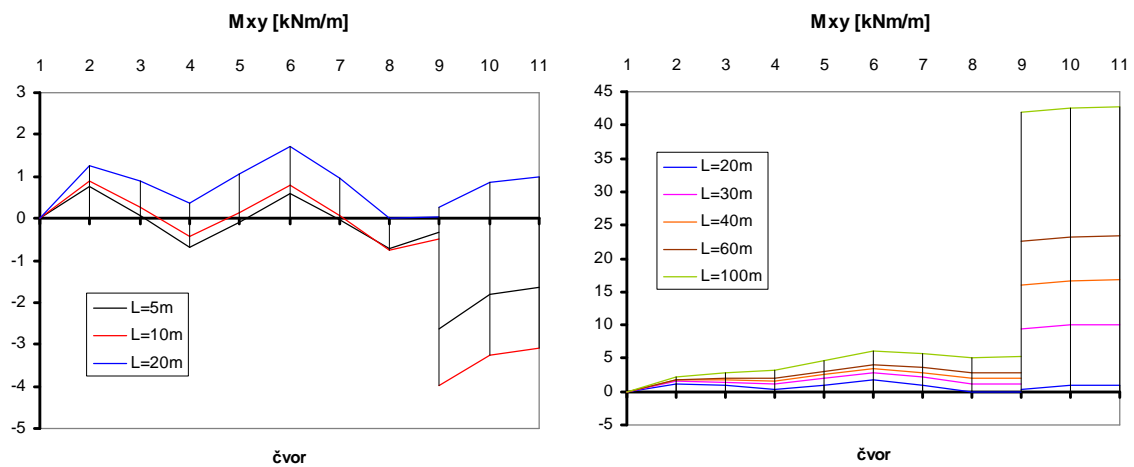 Mxy [kNm/m]
1 2 3 4 5 6 7 8 9 10 11
3
2
1
0
-1
-2
-3
-4
-5
L=5m
L=10m
L=20m
čvor
Mxy [kNm/m]
1 2 3 4 5 6 7 8 9 10 11
45
40
35
30
25
20
15
10
5
0
-5
L=20m
L=30m
L=40m
L=60m
L=100m
čvor